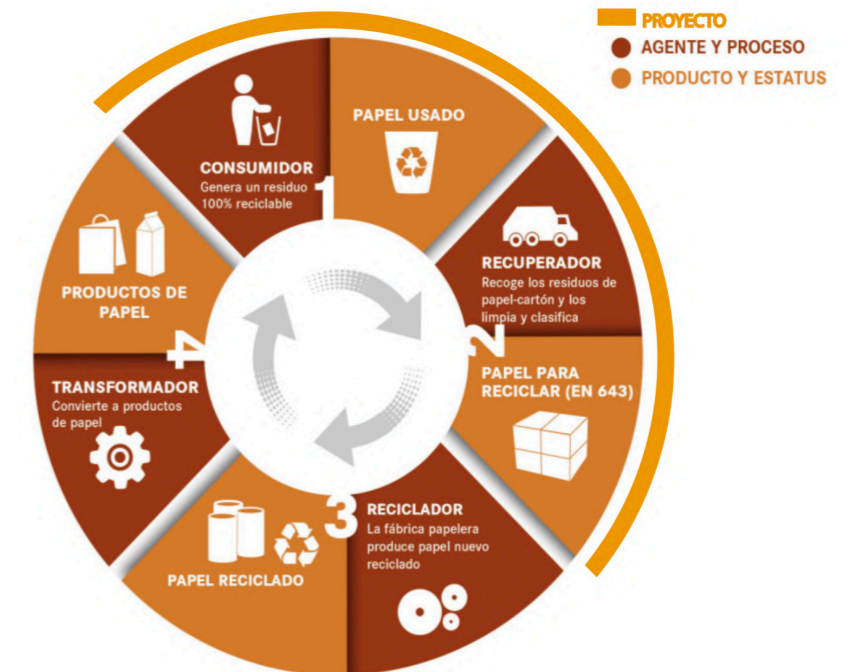 PROYECTO
AGENTE Y PROCESO
PRODUCTO Y ESTATUS
1
CONSUMIDOR
Genera un residuo
100% reciclable
PAPEL USADO
2
RECUPERADOR
Recoge los residuos de
papel-cartón y los
limpia y clasifica
PAPEL PARA
RECICLAR (EN 643)
3
RECICLADOR
La fábrica papelera
produce papel nuevo
reciclado
PAPEL RECICLADO
4
TRANSFORMADOR
Convierte a productos
de papel
PRODUCTOS DE
PAPEL